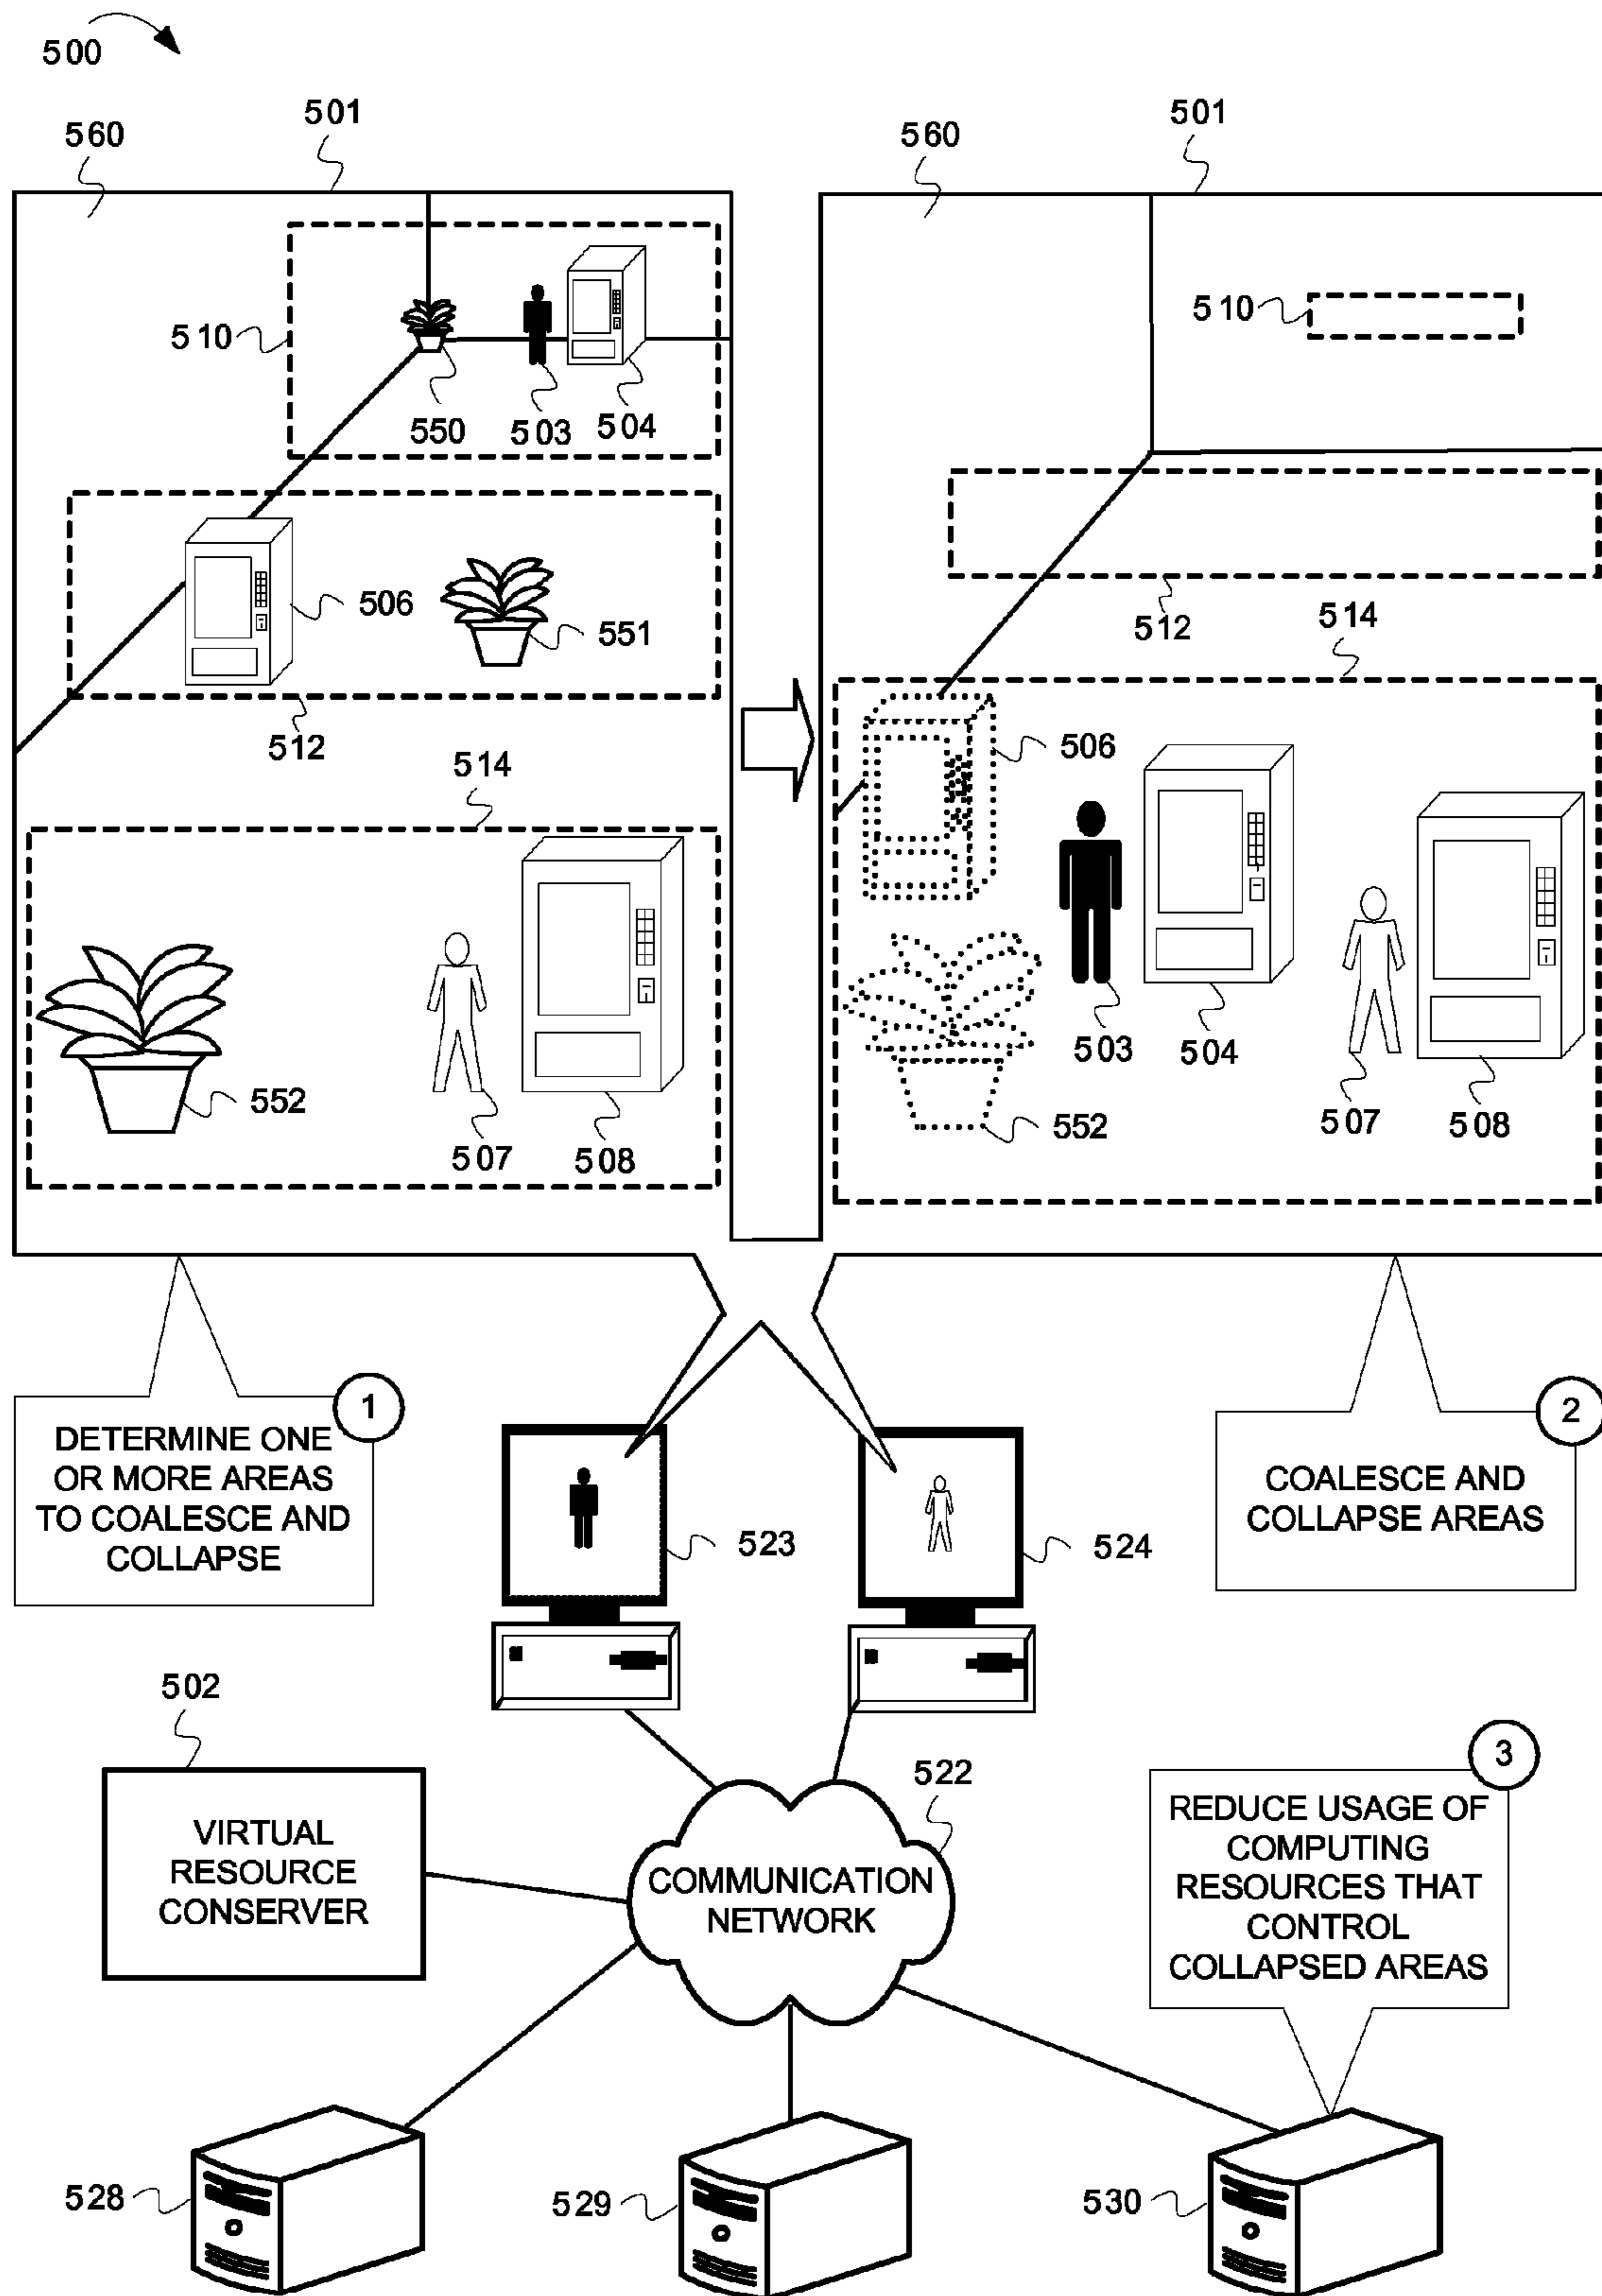 500
560
501
560
501
510
510
550
503
504
506
551
512
512
514
514
506
503
504
507
508
552
507
508
552
1
DETERMINE ONE
OR MORE AREAS
TO COALESCE AND
COLLAPSE
2
COALESCE AND
COLLAPSE AREAS
523
524
502
VIRTUAL
RESOURCE
CONSERVER
522
COMMUNICATION
NETWORK
3
REDUCE USAGE OF
COMPUTING
RESOURCES THAT
CONTROL
COLLAPSED AREAS
528
529
530